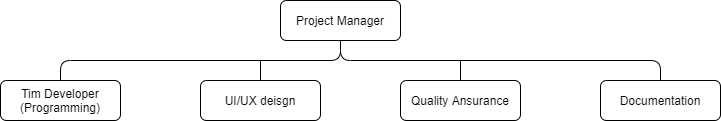 Project Manager
Tim Developer
(Programming)
UI/UX deisgn
Quality Ansurance
Documentation